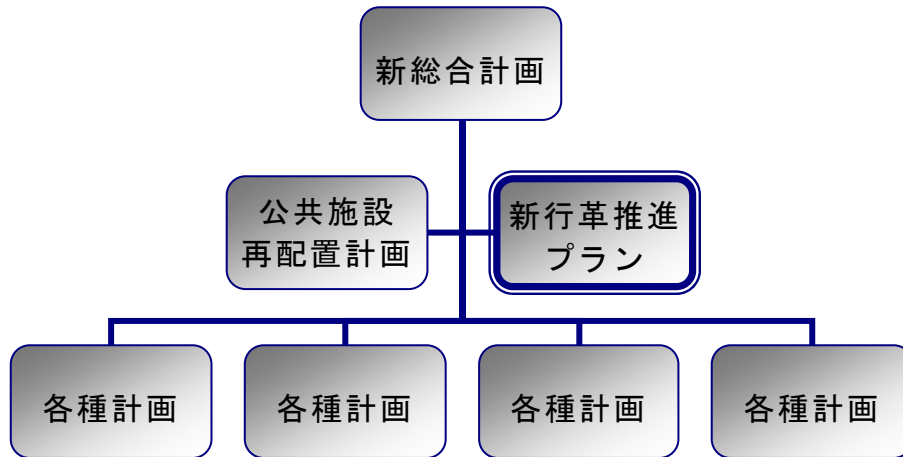 新総合計画
公共施設
再配置計画
新行革推進
プラン
各種計画
各種計画
各種計画
各種計画